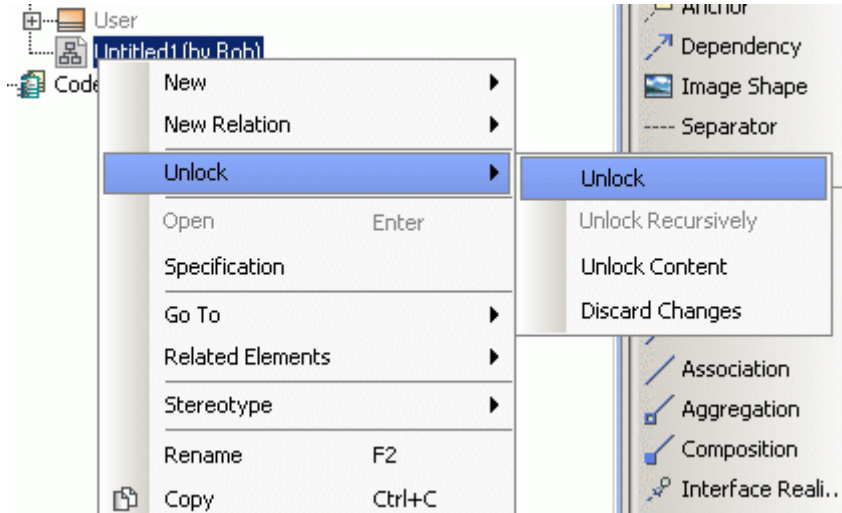 User
Untitled1 (by Bob)
Code
New
New Relation
Unlock
Open Enter
Specification
Go To
Related Elements
Stereotype
Rename F2
Copy Ctrl+C
Unlock
Unlock Recursively
Unlock Content
Discard Changes
Anchor
Dependency
Image Shape
Separator
Association
Aggregation
Composition
Interface Reali..